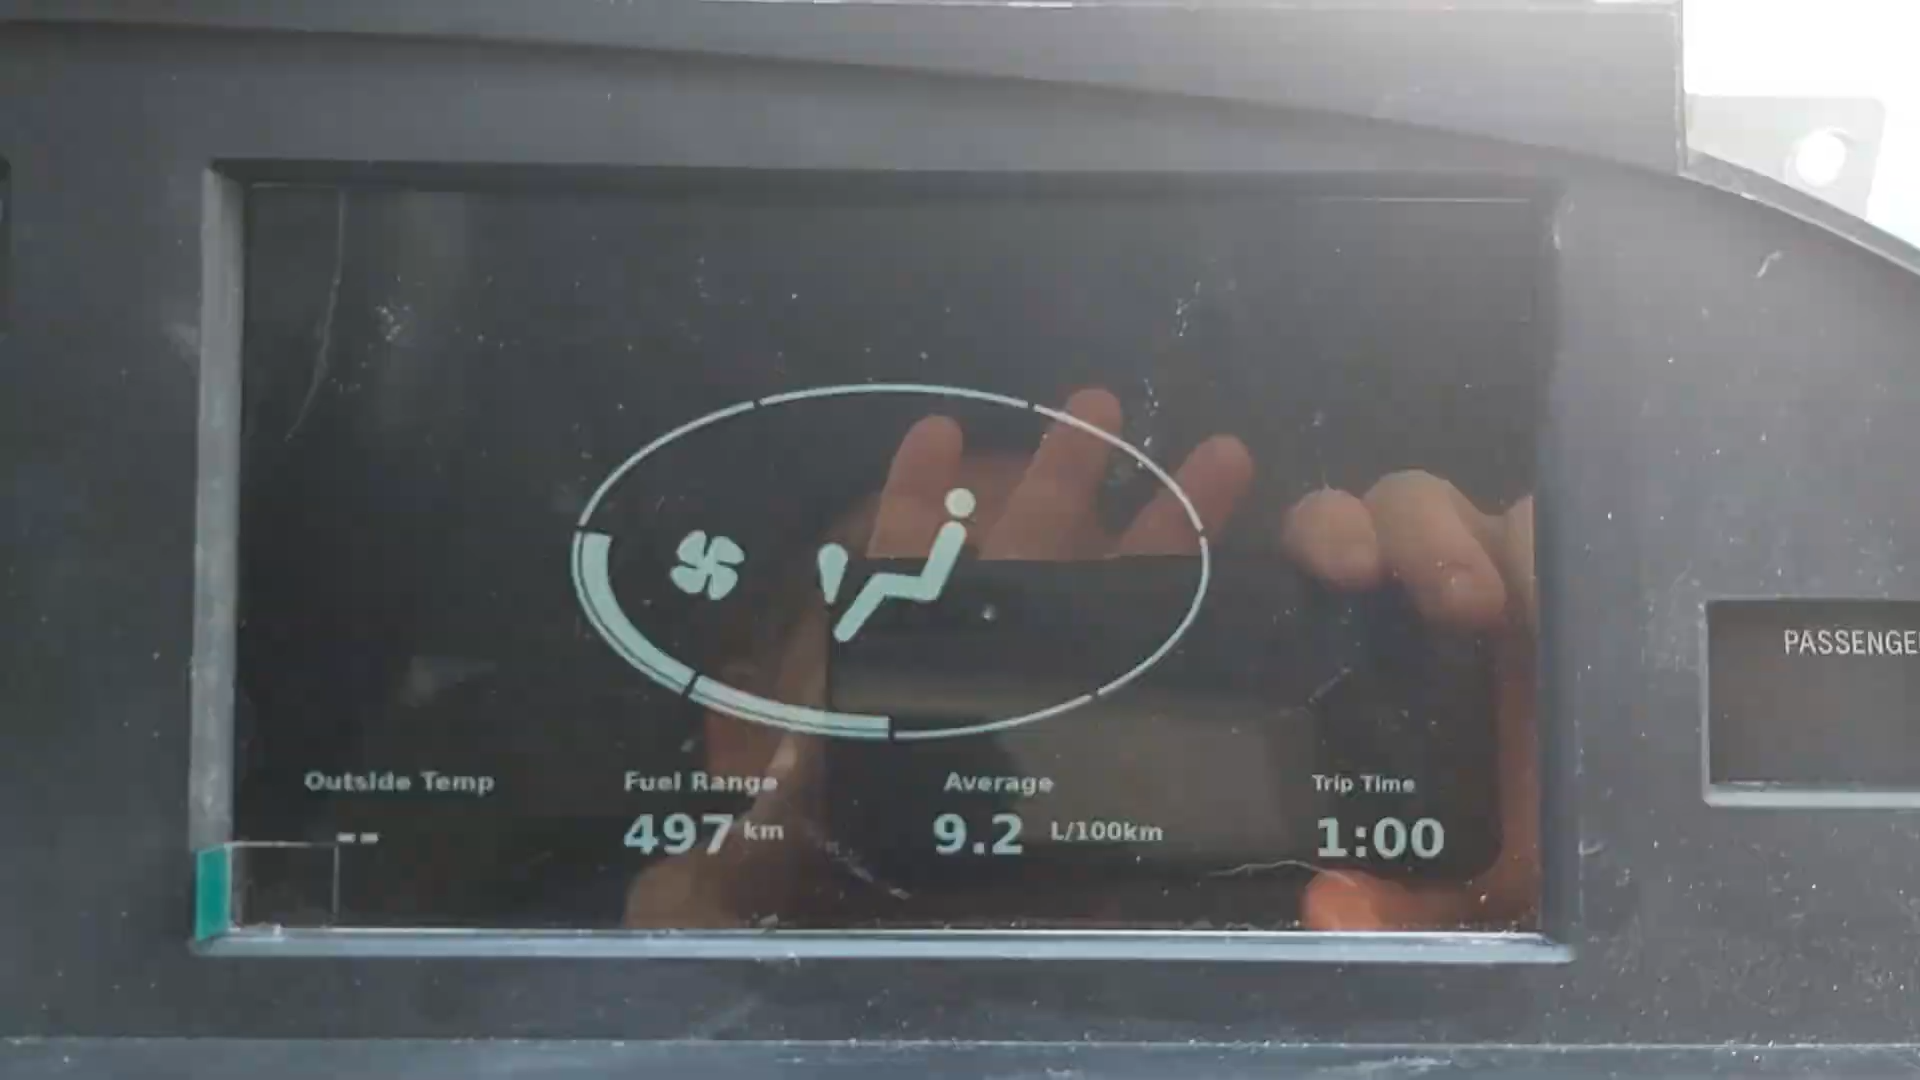 PASSENGE
Outside Temp Fuel Range Average Trip Time
-- 497 km 9.2 L/100km 1:00